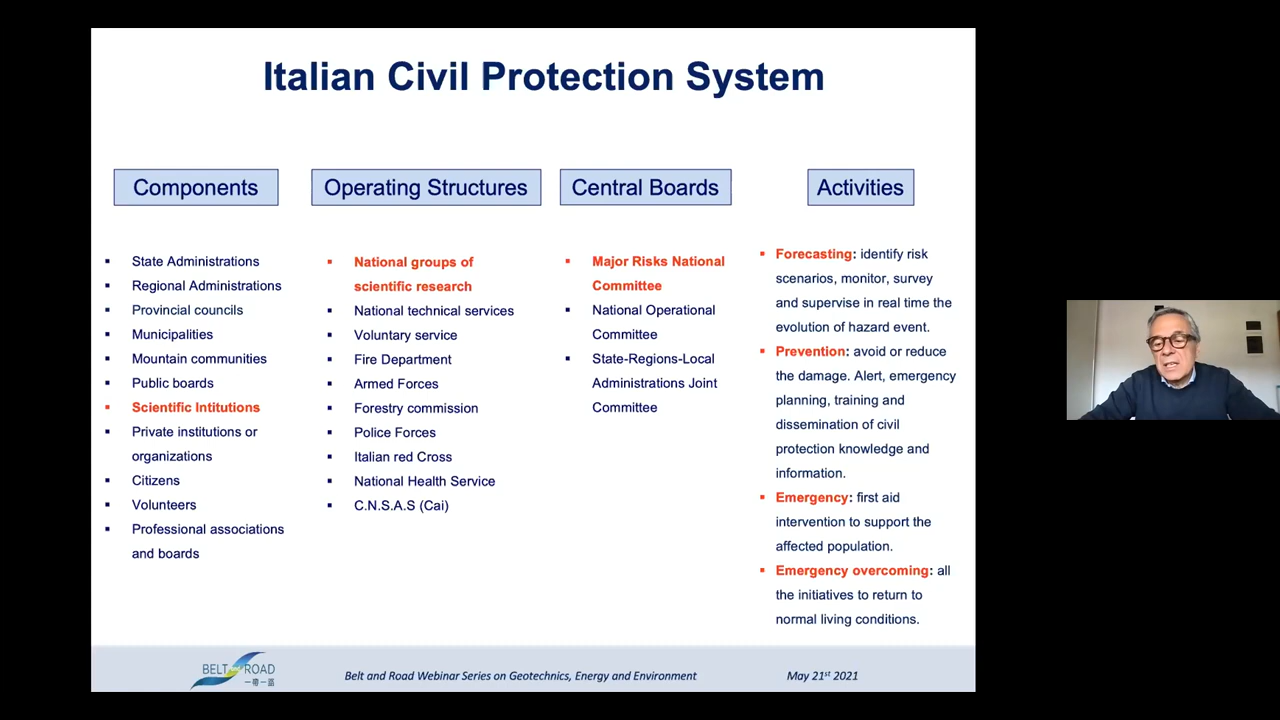 Italian Civil Protection System
Components
State Administrations
Regional Administrations
Provincial councils
Municipalities
Mountain communities
Public boards
Scientific Intitutions
Private institutions or
organizations
Citizens
Volunteers
Professional associations
and boards
Operating Structures
National groups of
scientific research
National technical services
Voluntary service
Fire Department
Armed Forces
Forestry commission
Police Forces
Italian red Cross
National Health Service
C.N.S.A.S (Cai)
Central Boards
Major Risks National
Committee
National Operational
Committee
State-Regions-Local
Administrations Joint
Committee
Activities
Forecasting: identify risk
scenarios, monitor, survey
and supervise in real time the
evolution of hazard event.
Prevention: avoid or reduce
the damage. Alert, emergency
planning, training and
dissemination of civil
protection knowledge and
information.
Emergency: first aid
intervention to support the
affected population.
Emergency overcoming: all
the initiatives to return to
normal living conditions.
BELT ROAD
一带一路
Belt and Road Webinar Series on Geotechnics, Energy and Environment
May 21st 2021